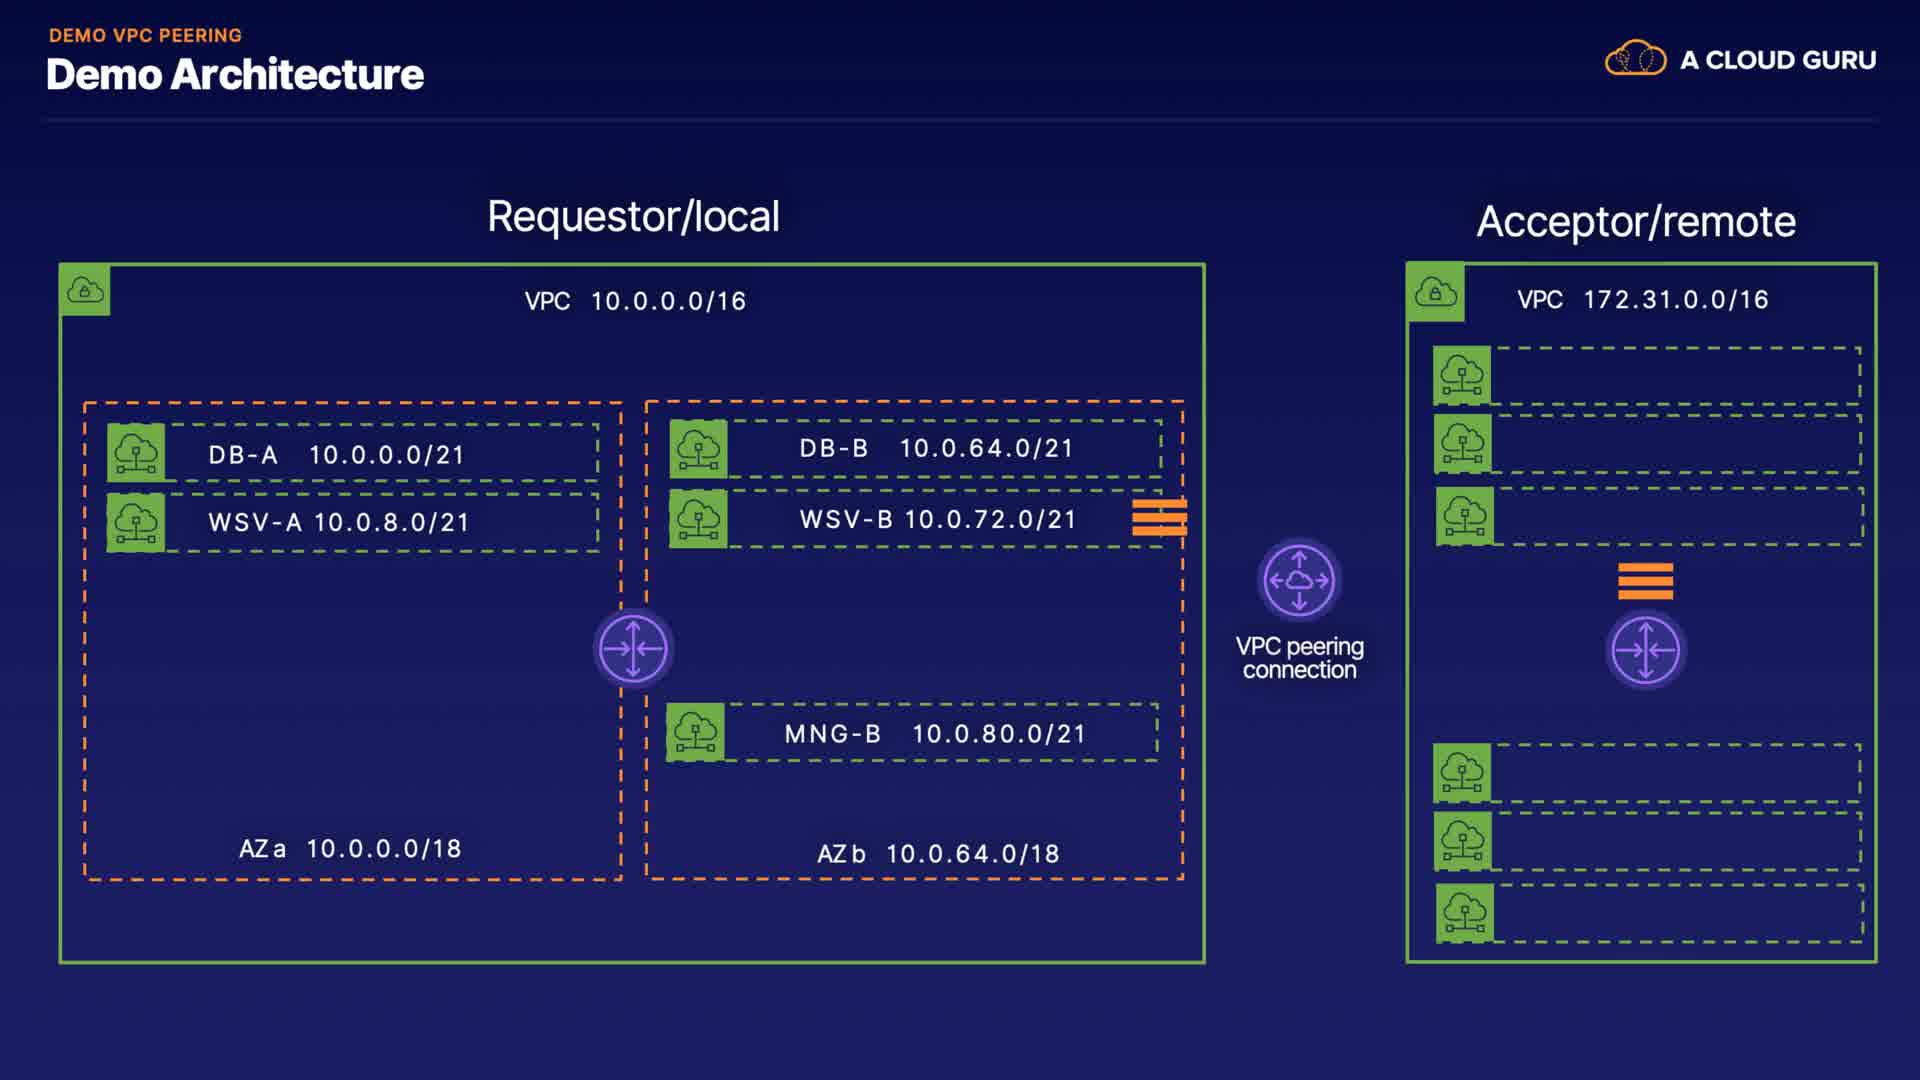 DEMO VPC PEERING
Demo Architecture
A CLOUD GURU
Requestor/local
Acceptor/remote
VPC 10.0.0.0/16
VPC 172.31.0.0/16
DB-A 10.0.0.0/21
WSV-A 10.0.8.0/21
DB-B 10.0.64.0/21
WSV-B 10.0.72.0/21
VPC peering
connection
MNG-B 10.0.80.0/21
AZa 10.0.0.0/18
AZb 10.0.64.0/18